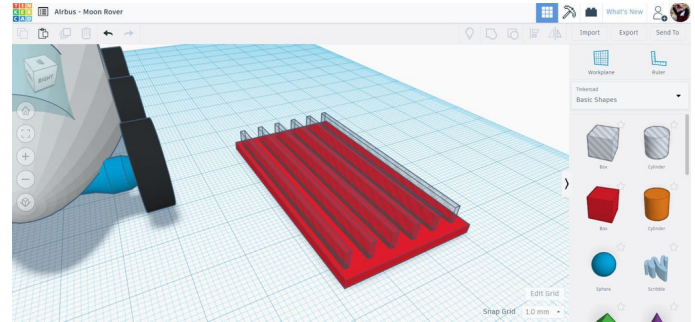 TIN
KER
CAD
AIrbus - Moon Rover
What's New
Import
Export
Send To
RIGHT
Workplane
Ruler
Tinkercad
Basic Shapes
Box
Cylinder
Box
Cylinder
Sphere
Scribble
Edit Grid
Snap Grid
1.0 mm